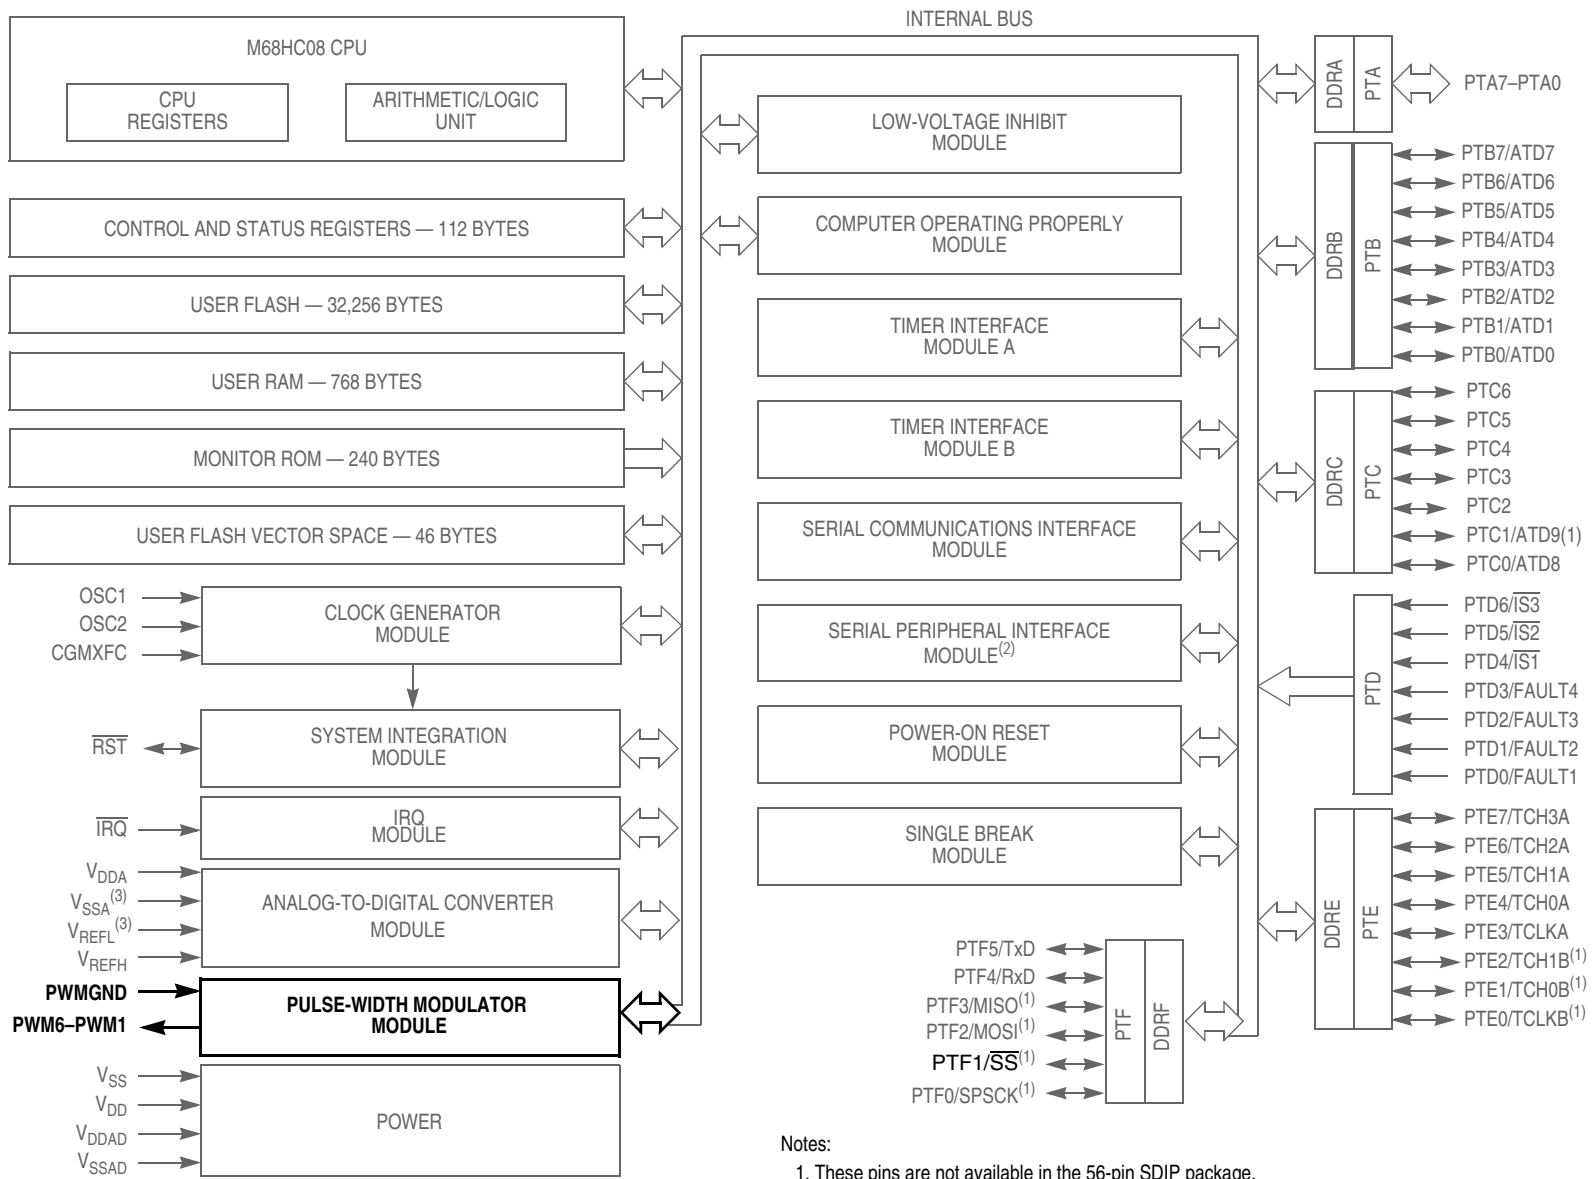 INTERNAL BUS
M68HC08 CPU
CPU
REGISTERS
ARITHMETIC/LOGIC
UNIT
CONTROL AND STATUS REGISTERS — 112 BYTES
USER FLASH — 32,256 BYTES
USER RAM — 768 BYTES
MONITOR ROM — 240 BYTES
USER FLASH VECTOR SPACE — 46 BYTES
OSC1
OSC2
CGMXFC
CLOCK GENERATOR
MODULE
RST
SYSTEM INTEGRATION
MODULE
IRQ
IRQ
MODULE
VDDA
VSSA(3)
VREFL(3)
VREFH
ANALOG-TO-DIGITAL CONVERTER
MODULE
PWMGND
PWM6–PWM1
PULSE-WIDTH MODULATOR
MODULE
VSS
VDD
VDDAD
VSSAD
POWER
LOW-VOLTAGE INHIBIT
MODULE
COMPUTER OPERATING PROPERLY
MODULE
TIMER INTERFACE
MODULE A
TIMER INTERFACE
MODULE B
SERIAL COMMUNICATIONS INTERFACE
MODULE
SERIAL PERIPHERAL INTERFACE
MODULE(2)
POWER-ON RESET
MODULE
SINGLE BREAK
MODULE
PTF5/TxD
PTF4/RxD
PTF3/MISO(1)
PTF2/MOSI(1)
PTF1/SS(1)
PTF0/SPSCK(1)
PTF
DDRF
DDRA
PTA
PTA7–PTA0
DDRB
PTB
PTB7/ATD7
PTB6/ATD6
PTB5/ATD5
PTB4/ATD4
PTB3/ATD3
PTB2/ATD2
PTB1/ATD1
PTB0/ATD0
DDRC
PTC
PTC6
PTC5
PTC4
PTC3
PTC2
PTC1/ATD9(1)
PTC0/ATD8
PTD
PTD6/IS3
PTD5/IS2
PTD4/IS1
PTD3/FAULT4
PTD2/FAULT3
PTD1/FAULT2
PTD0/FAULT1
DDRE
PTE
PTE7/TCH3A
PTE6/TCH2A
PTE5/TCH1A
PTE4/TCH0A
PTE3/TCLKA
PTE2/TCH1B(1)
PTE1/TCH0B(1)
PTE0/TCLKB(1)
Notes:
1. These pins are not available in the 56-pin SDIP package.